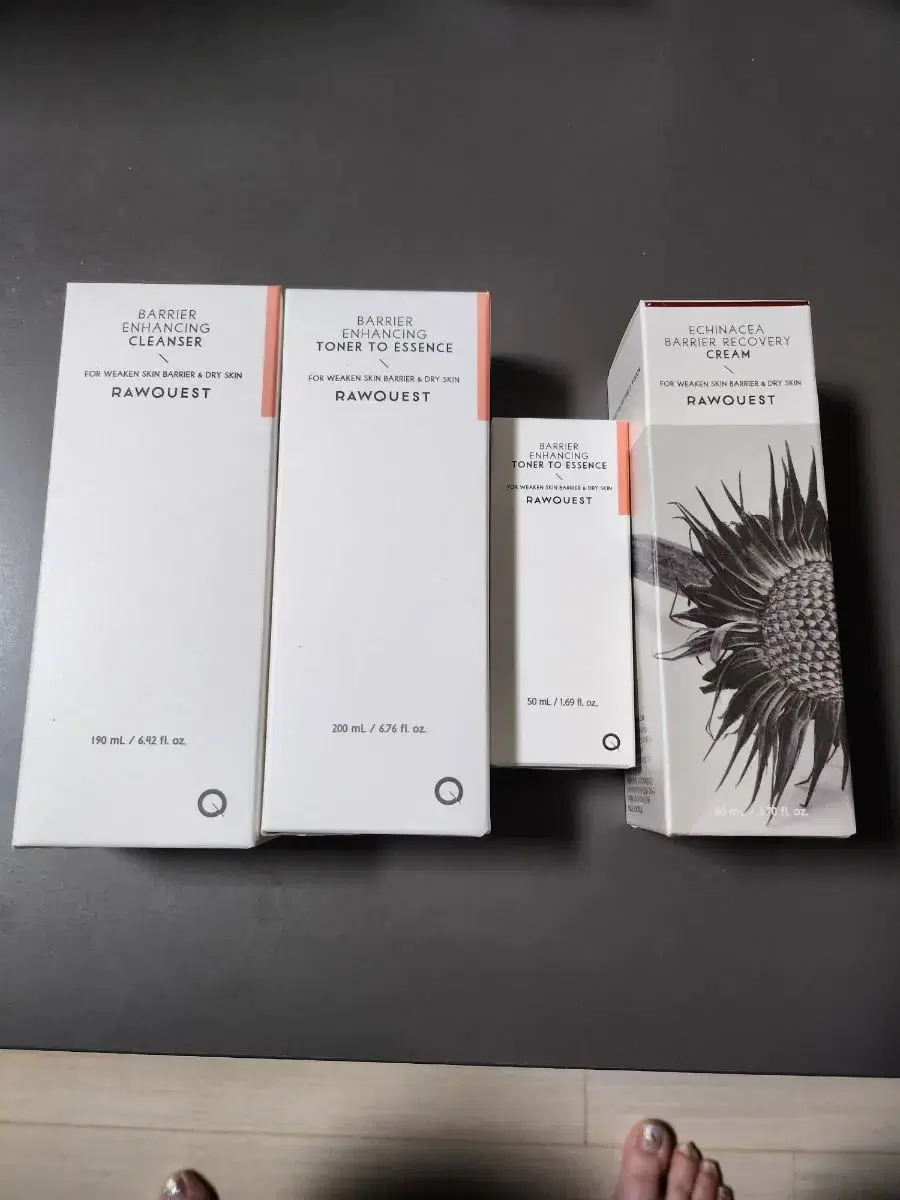 BARRIER
ENHANCING
CLEANSER
FOR WEAKEN SKIN BARRIER & DRY SKIN
RAWQUEST
190 mL / 6.42 fl. oz.
BARRIER
ENHANCING
TONER TO ESSENCE
FOR WEAKEN SKIN BARRIER & DRY SKIN
RAWQUEST
200 mL / 6.76 fl. oz.
BARRIER
ENHANCING
TONER TO ESSENCE
FOR WEAKEN SKIN BARRIER & DRY SKIN
RAWQUEST
50 mL / 1.69 fl. oz.
ECHINACEA
BARRIER RECOVERY
CREAM
FOR WEAKEN SKIN BARRIER & DRY SKIN
RAWQUEST
fl. oz.